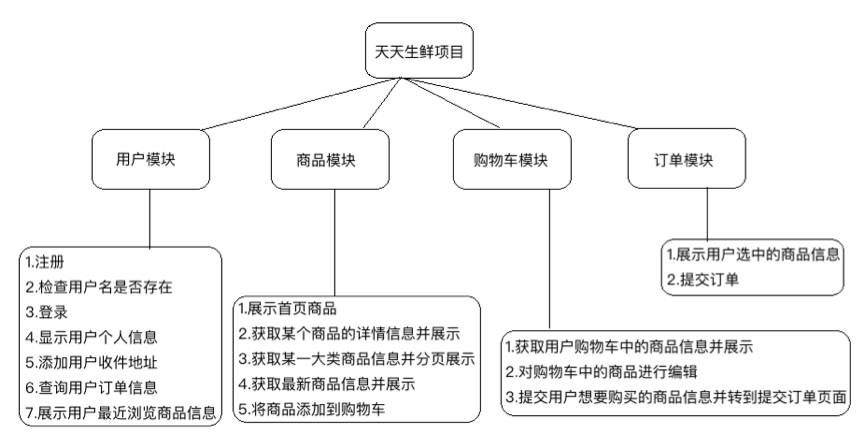 天天生鲜项目
用户模块
商品模块
购物车模块
订单模块
1.注册
2.检查用户名是否存在
3.登录
4.显示用户个人信息
5.添加用户收件地址
6.查询用户订单信息
7.展示用户最近浏览商品信息
1.展示首页商品
2.获取某个商品的详情信息并展示
3.获取某一大类商品信息并分页展示
4.获取最新商品信息并展示
5.将商品添加到购物车
1.获取用户购物车中的商品信息并展示
2.对购物车中的商品进行编辑
3.提交用户想要购买的商品信息并转到提交订单页面
1.展示用户选中的商品信息
2.提交订单